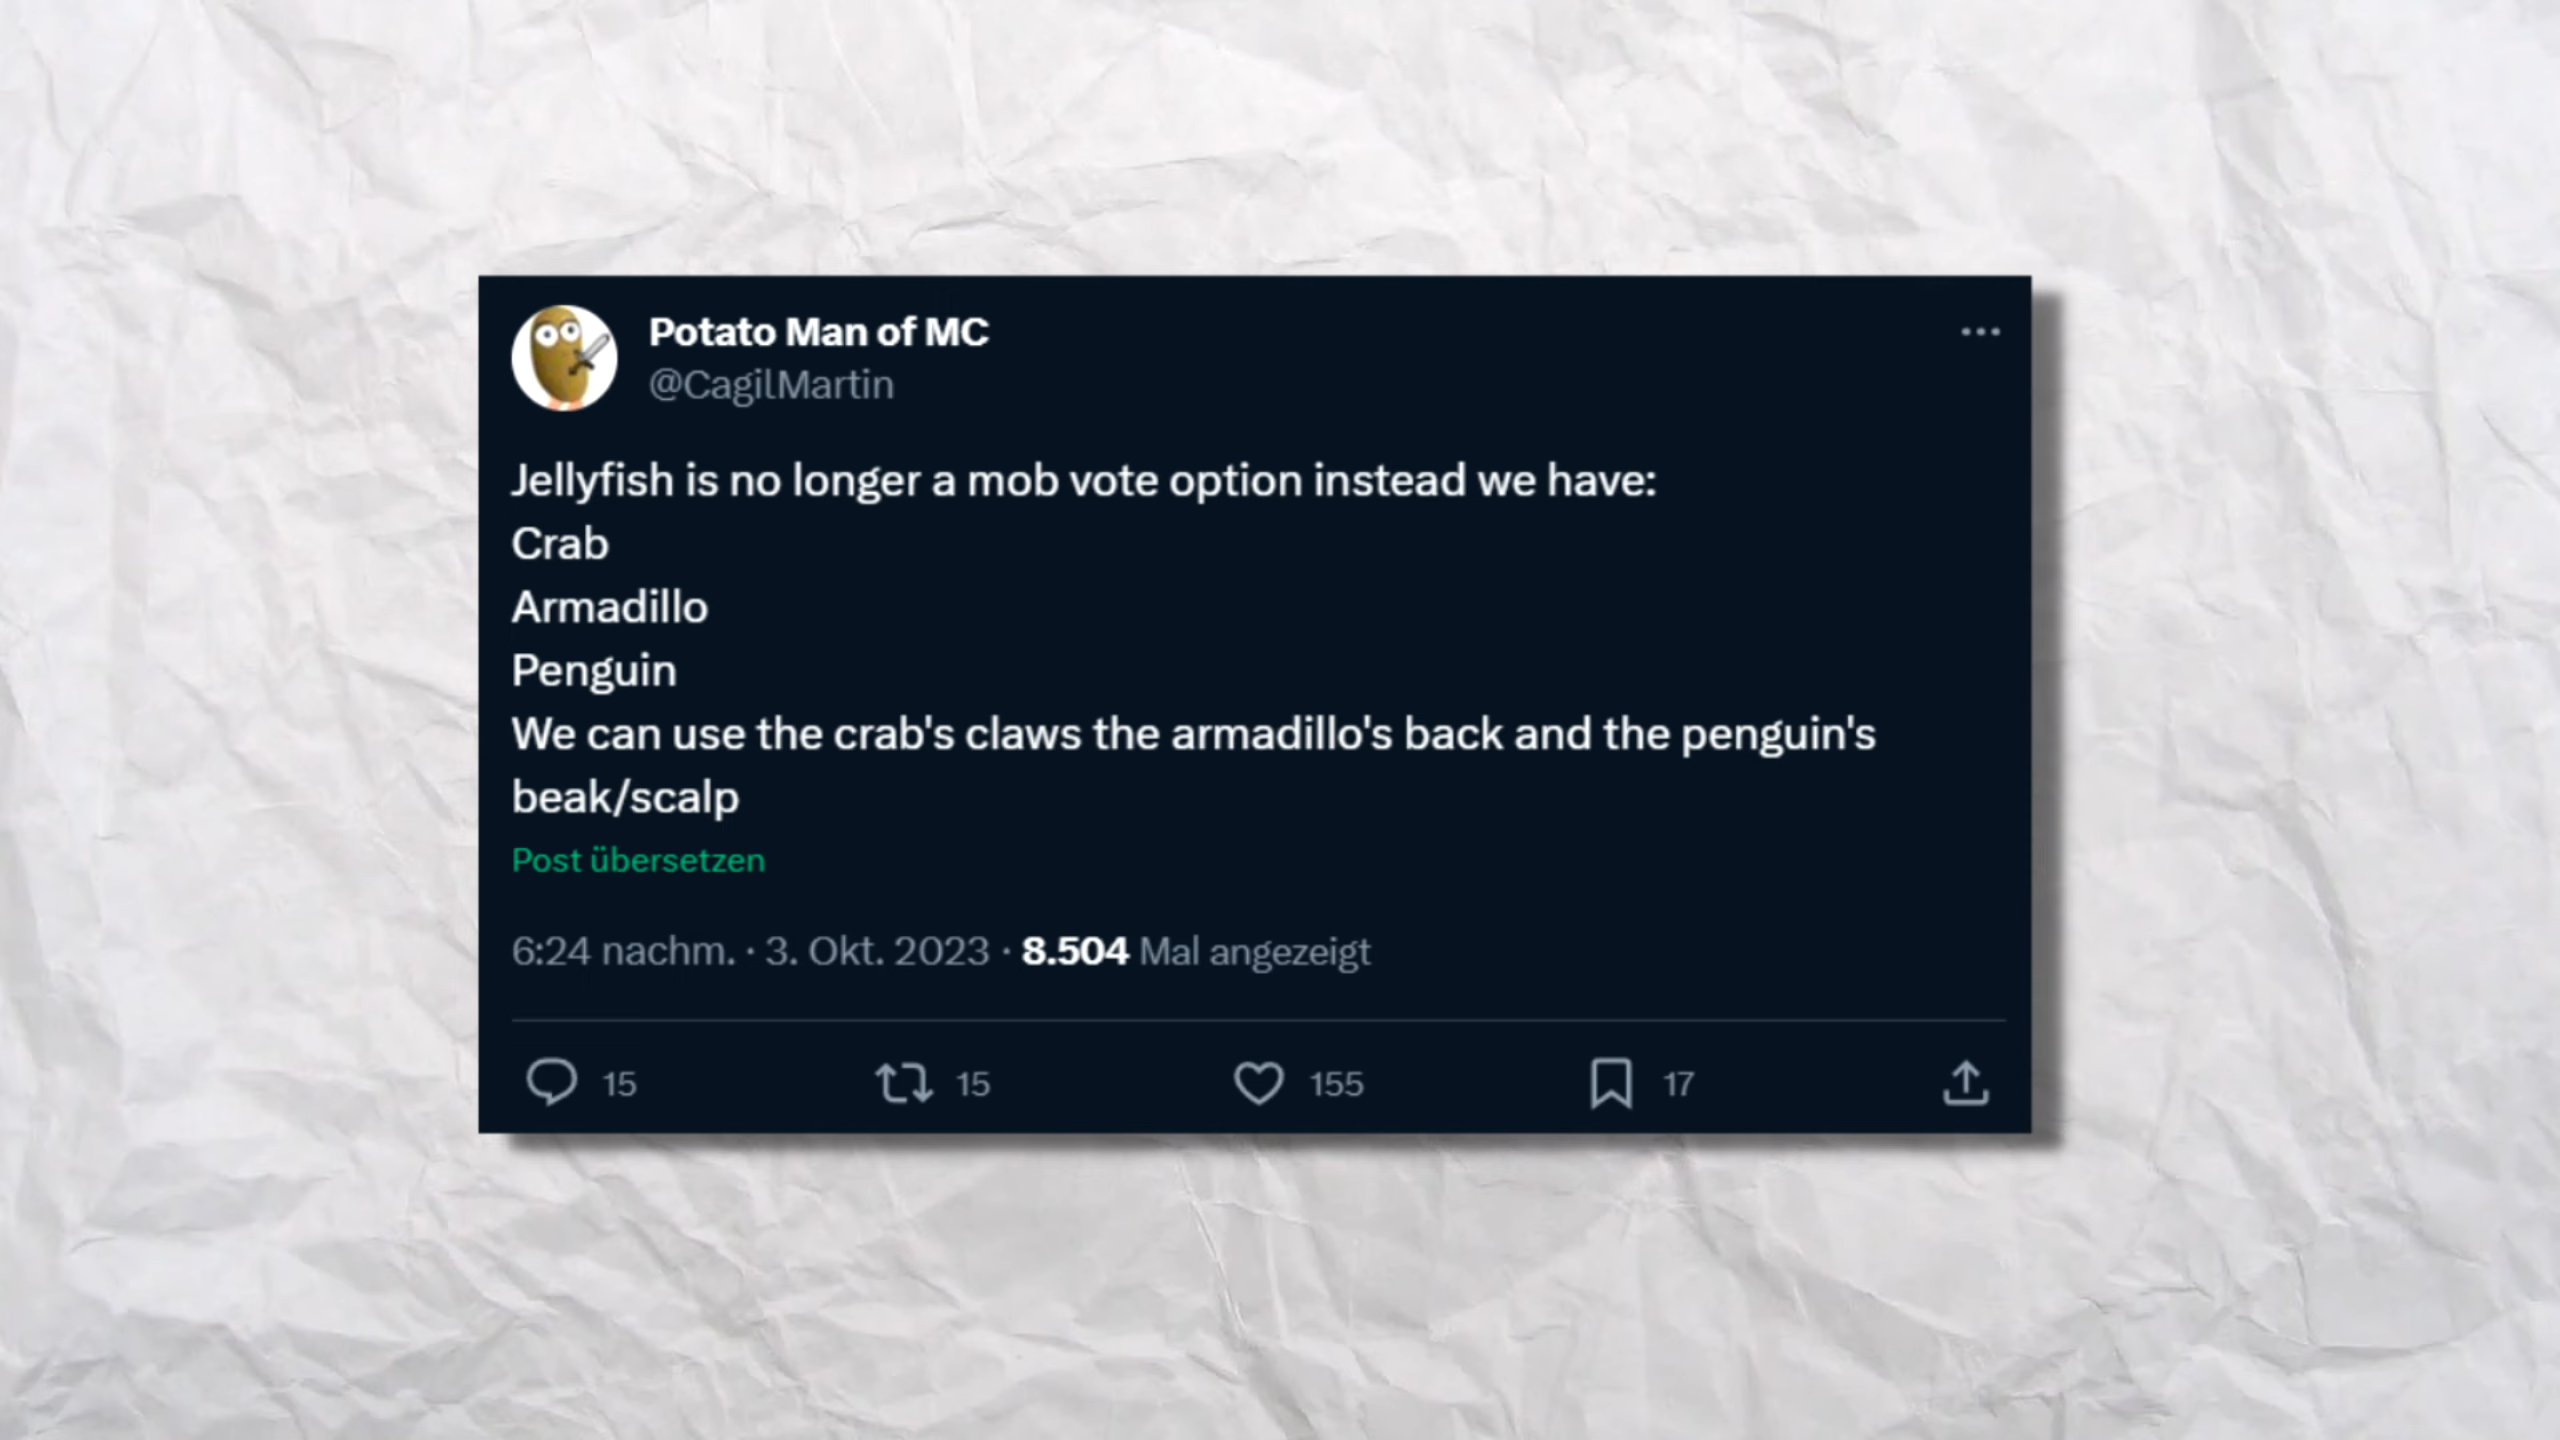 Potato Man of MC
@CagilMartin
Jellyfish is no longer a mob vote option instead we have:
Crab
Armadillo
Penguin
We can use the crab's claws the armadillo's back and the penguin's
beak/scalp
Post übersetzen
6:24 nachm. · 3. Okt. 2023 · 8.504 Mal angezeigt
15 15 155 17